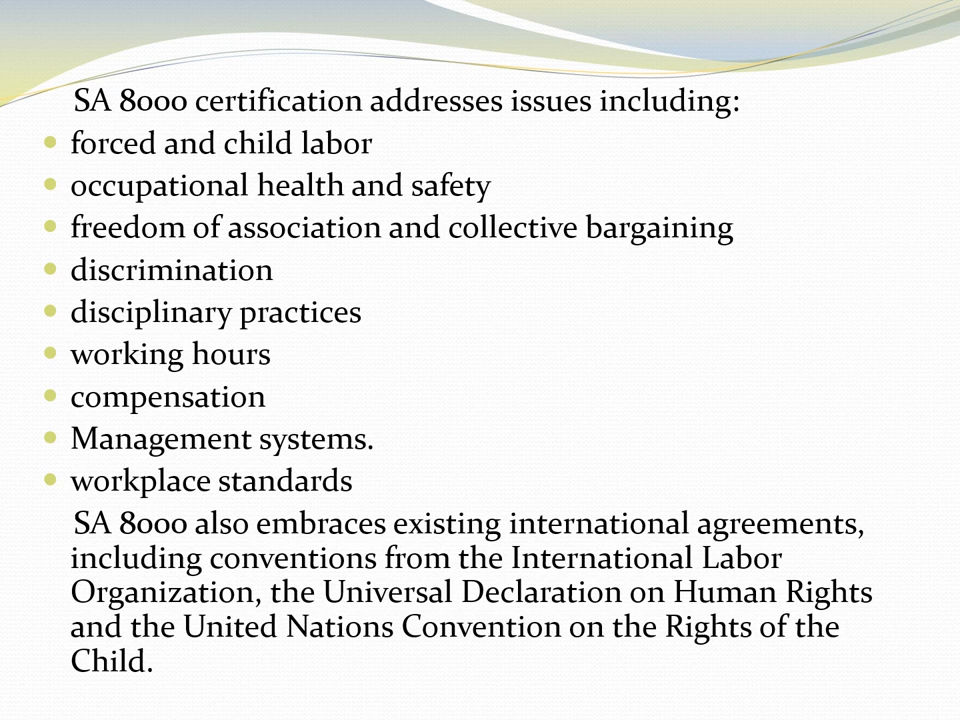 SA 8000 certification addresses issues including:
forced and child labor
occupational health and safety
freedom of association and collective bargaining
discrimination
disciplinary practices
working hours
compensation
Management systems.
workplace standards
SA 8000 also embraces existing international agreements,
including conventions from the International Labor
Organization, the Universal Declaration on Human Rights
and the United Nations Convention on the Rights of the
Child.